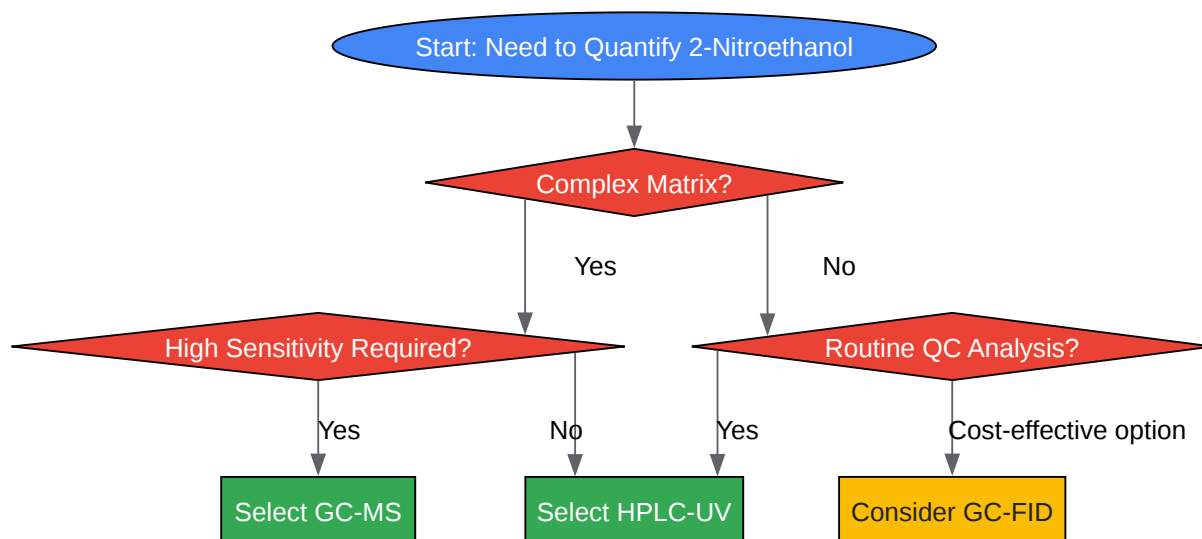 Start: Need to Quantify 2-Nitroethanol
Complex Matrix?
Yes
No
High Sensitivity Required?
Routine QC Analysis?
Yes
No
Yes
Cost-effective option
Select GC-MS
Select HPLC-UV
Consider GC-FID